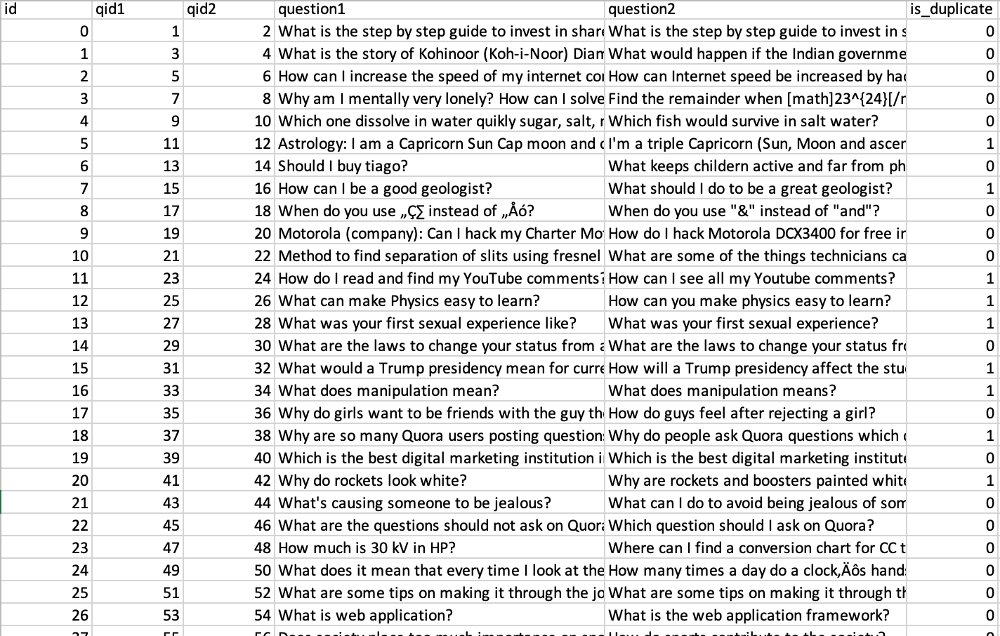 id qid1 qid2 question1 question2 is_duplicate
0 1 2 What is the step by step guide to invest in share What is the step by step guide to invest in s 0
1 3 4 What is the story of Kohinoor (Koh-i-Noor) Diam What would happen if the Indian governme 0
2 5 6 How can I increase the speed of my internet con How can Internet speed be increased by hac 0
3 7 8 Why am I mentally very lonely? How can I solve Find the remainder when [math]23^{24}[/m 0
4 9 10 Which one dissolve in water quikly sugar, salt, r Which fish would survive in salt water? 0
5 11 12 Astrology: I am a Capricorn Sun Cap moon and c I'm a triple Capricorn (Sun, Moon and ascen 1
6 13 14 Should I buy tiago? What keeps childern active and far from ph 0
7 15 16 How can I be a good geologist? What should I do to be a great geologist? 1
8 17 18 When do you use „Ç∑ instead of „Åó? When do you use "&" instead of "and"? 0
9 19 20 Motorola (company): Can I hack my Charter Mot How do I hack Motorola DCX3400 for free in 0
10 21 22 Method to find separation of slits using fresnel What are some of the things technicians ca 0
11 23 24 How do I read and find my YouTube comments? How can I see all my Youtube comments? 1
12 25 26 What can make Physics easy to learn? How can you make physics easy to learn? 1
13 27 28 What was your first sexual experience like? What was your first sexual experience? 1
14 29 30 What are the laws to change your status from a What are the laws to change your status fro 0
15 31 32 What would a Trump presidency mean for curre How will a Trump presidency affect the stu 1
16 33 34 What does manipulation mean? What does manipulation means? 1
17 35 36 Why do girls want to be friends with the guy the How do guys feel after rejecting a girl? 0
18 37 38 Why are so many Quora users posting question Why do people ask Quora questions which c 1
19 39 40 Which is the best digital marketing institution i Which is the best digital marketing institute 0
20 41 42 Why do rockets look white? Why are rockets and boosters painted white 1
21 43 44 What's causing someone to be jealous? What can I do to avoid being jealous of som 0
22 45 46 What are the questions should not ask on Quora Which question should I ask on Quora? 0
23 47 48 How much is 30 kV in HP? Where can I find a conversion chart for CC t 0
24 49 50 What does it mean that every time I look at the How many times a day do a clock‚Äôs hands 0
25 51 52 What are some tips on making it through the jo What are some tips on making it through th 0
26 53 54 What is web application? What is the web application framework? 0